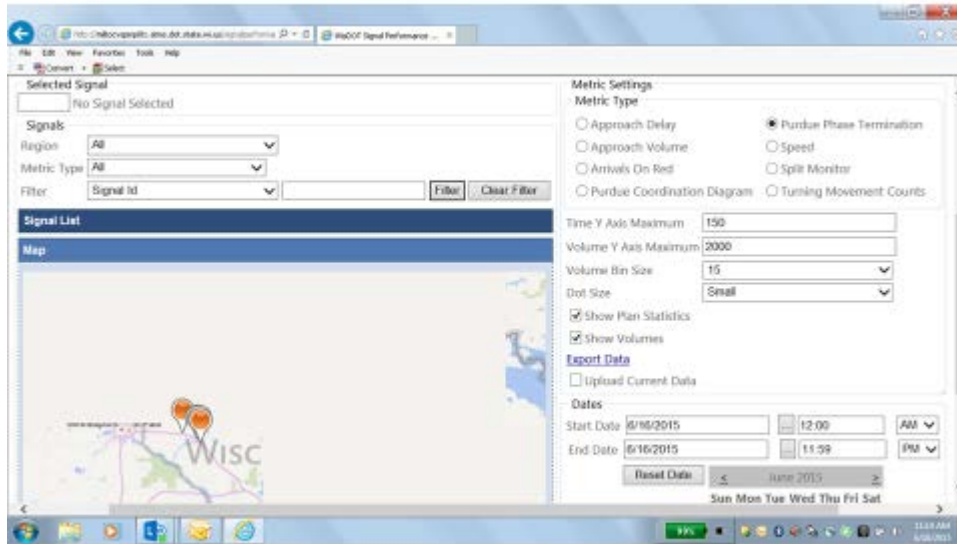 WisDOT Signal Performance ...
File Edit View Favorites Tools Help
Convert Select
Selected Signal
No Signal Selected
Signals
Region All
Metric Type All
Filter Signal Id Filter Clear Filter
Signal List
Map
Wisc
Metric Settings
Metric Type
Approach Delay Purdue Phase Termination
Approach Volume Speed
Arrivals On Red Split Monitor
Purdue Coordination Diagram Turning Movement Counts
Time Y Axis Maximum 150
Volume Y Axis Maximum 2000
Volume Bin Size 15
Dot Size Small
Show Plan Statistics
Show Volumes
Export Data
Upload Current Data
Dates
Start Date 6/16/2015 ... 12:00 AM
End Date 6/16/2015 ... 11:59 PM
Reset Date < June 2015 >
Sun Mon Tue Wed Thu Fri Sat
99%